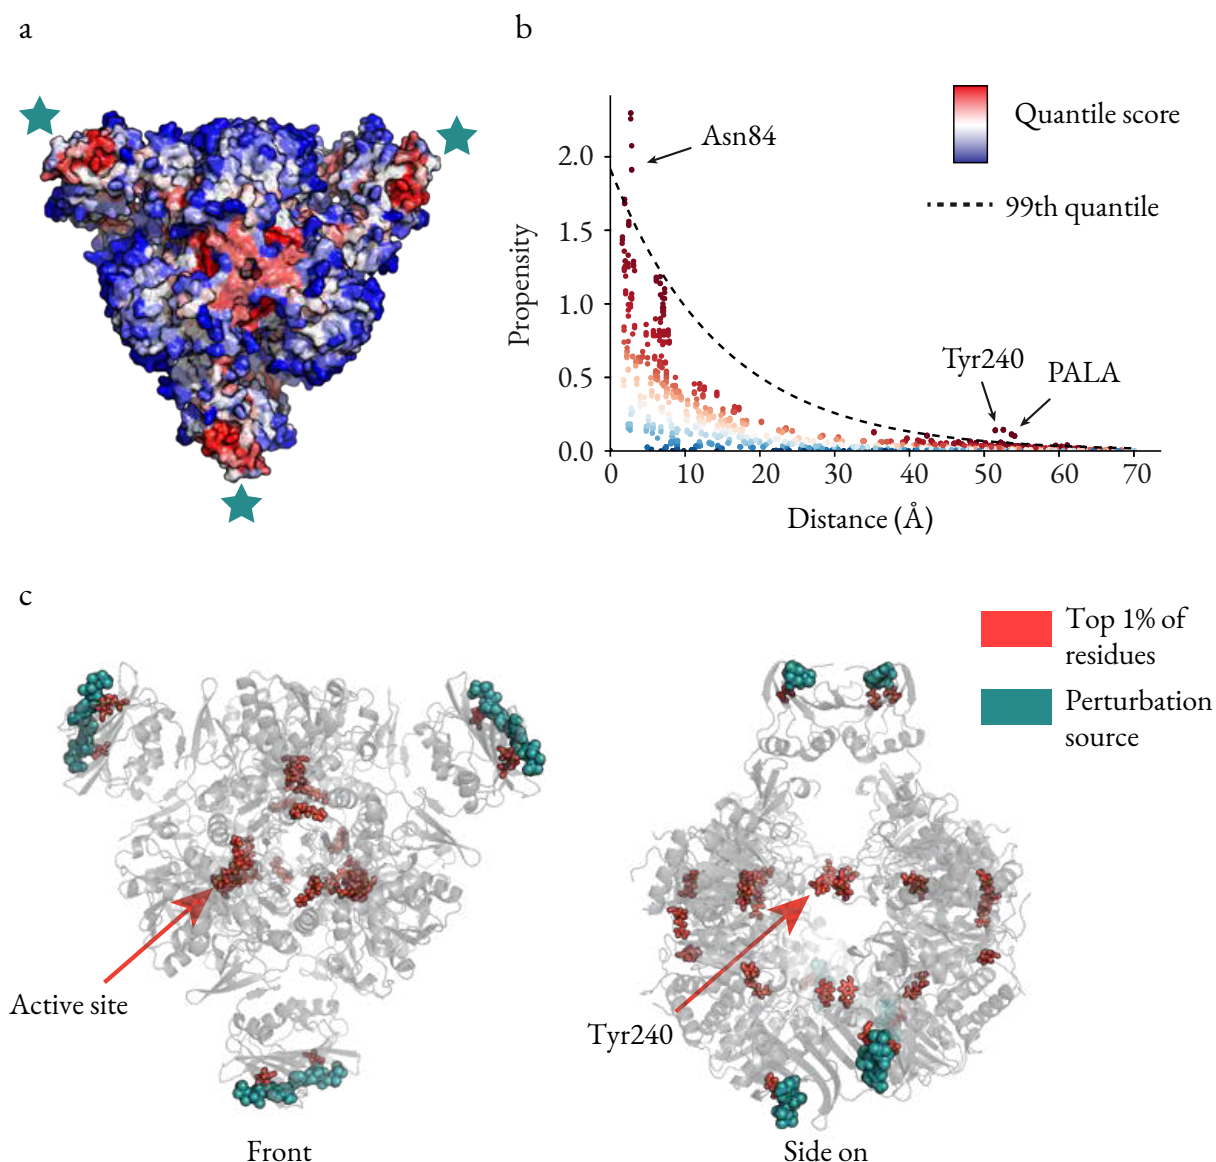 a
b
Asn84
Quantile score
99th quantile
2.0
1.5
1.0
0.5
0.0
Propensity
Tyr240
PALA
0 10 20 30 40 50 60 70
Distance (Å)
c
Top 1% of
residues
Perturbation
source
Active site
Tyr240
Front
Side on